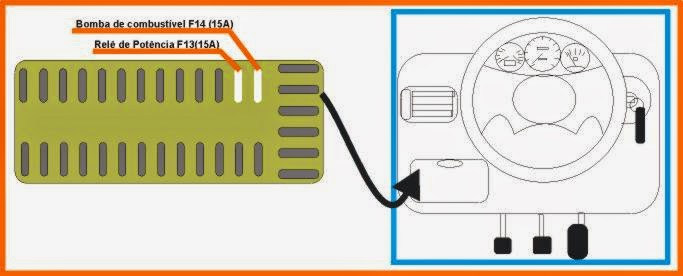 Bomba de combustível F14 (15A)
Relé de Potência F13(15A)